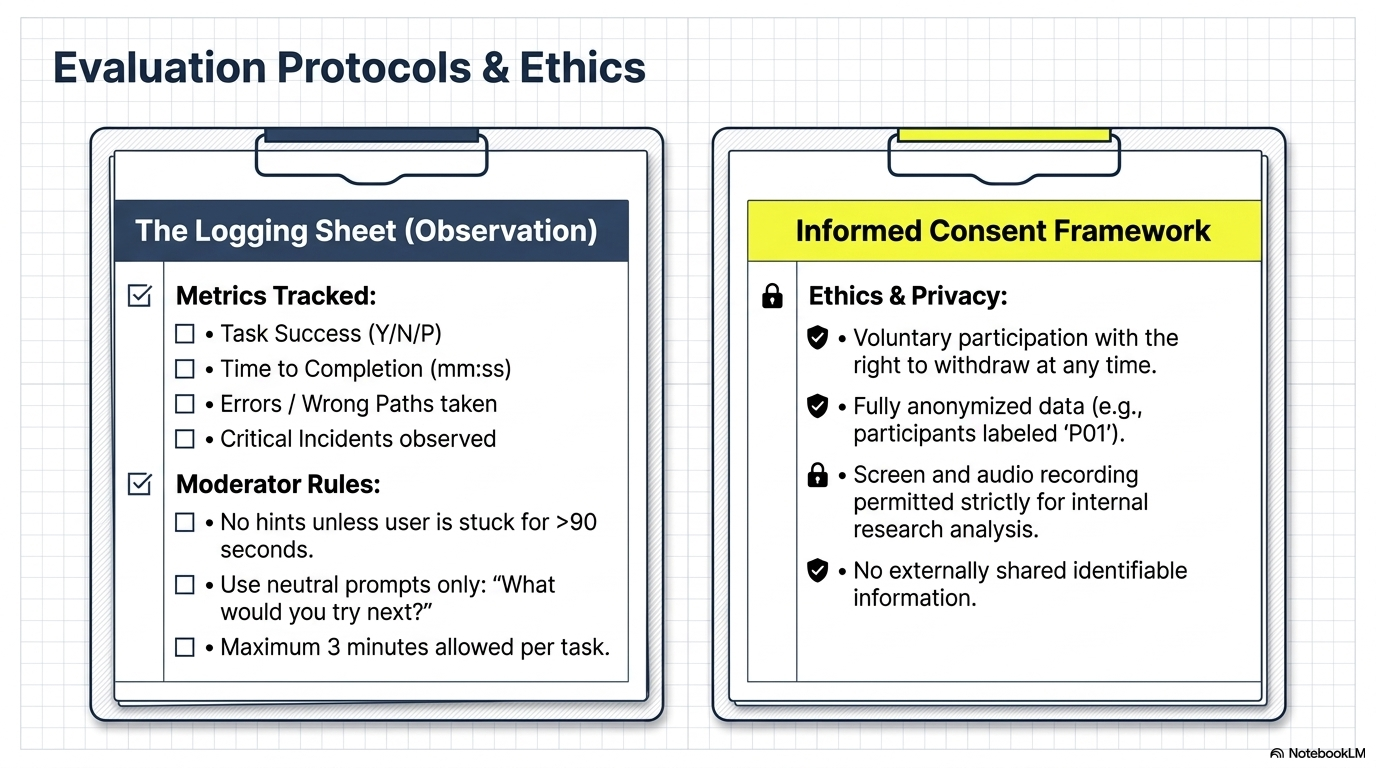 Evaluation Protocols & Ethics
The Logging Sheet (Observation)
Metrics Tracked:
• Task Success (Y/N/P)
• Time to Completion (mm:ss)
• Errors / Wrong Paths taken
• Critical Incidents observed
Moderator Rules:
• No hints unless user is stuck for >90
seconds.
• Use neutral prompts only: “What
would you try next?”
• Maximum 3 minutes allowed per task.
Informed Consent Framework
Ethics & Privacy:
• Voluntary participation with the
right to withdraw at any time.
• Fully anonymized data (e.g.,
participants labeled ‘P01’).
• Screen and audio recording
permitted strictly for internal
research analysis.
• No externally shared identifiable
information.
NotebookLM